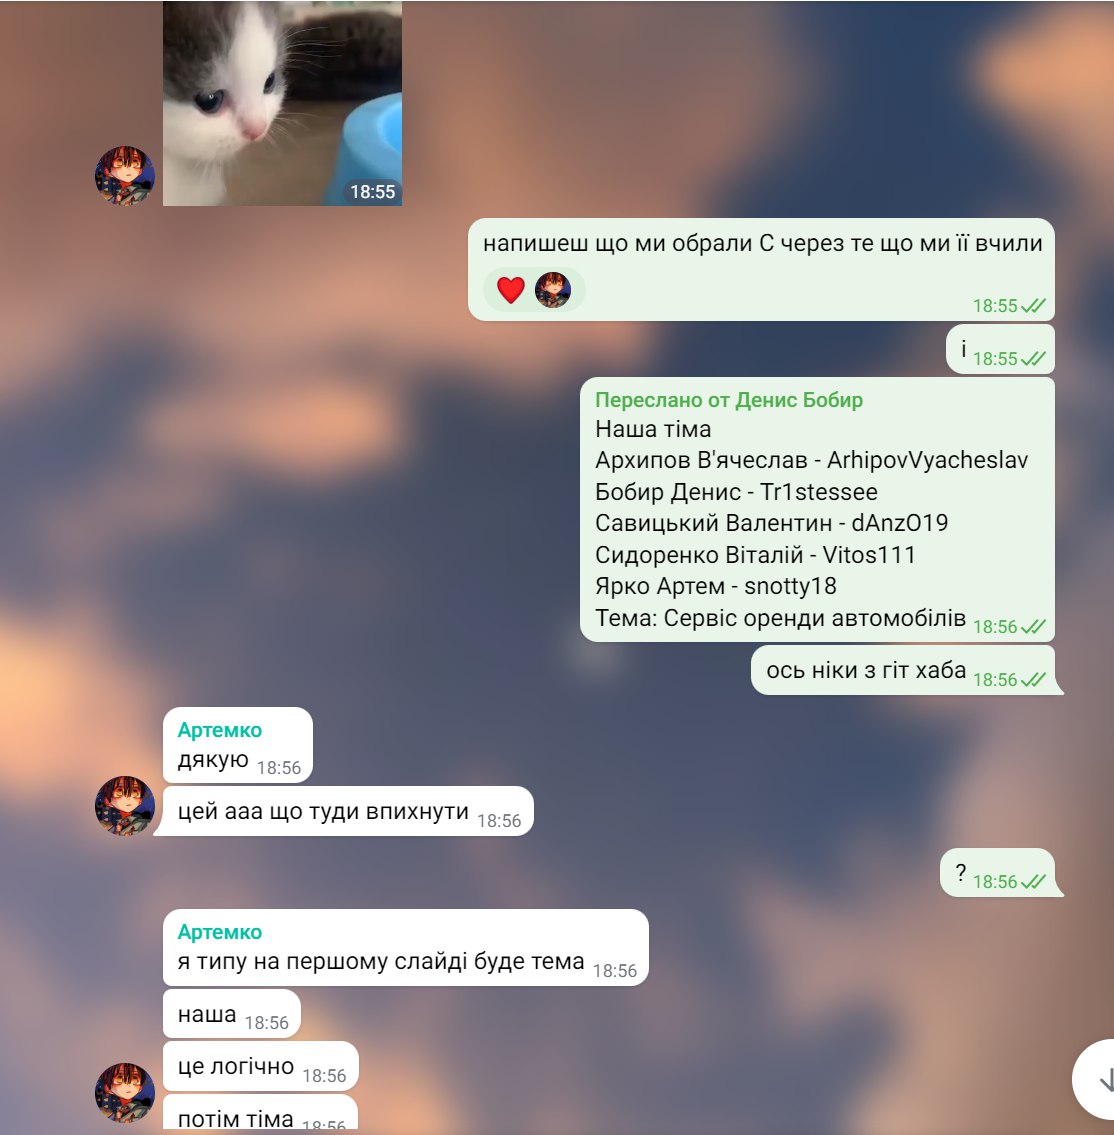 18:55
напишеш що ми обрали С через те що ми її вчили
18:55
і 18:55
Переслано от Денис Бобир
Наша тіма
Архипов В'ячеслав - ArhipovVyacheslav
Бобир Денис - Tr1stessee
Савицький Валентин - dAnzO19
Сидоренко Віталій - Vitos111
Ярко Артем - snotty18
Тема: Сервіс оренди автомобілів 18:56
ось ніки з гіт хаба 18:56
Артемко
дякую 18:56
цей ааа що туди впихнути 18:56
? 18:56
Артемко
я типу на першому слайді буде тема 18:56
наша 18:56
це логічно 18:56
потім тіма 18:56